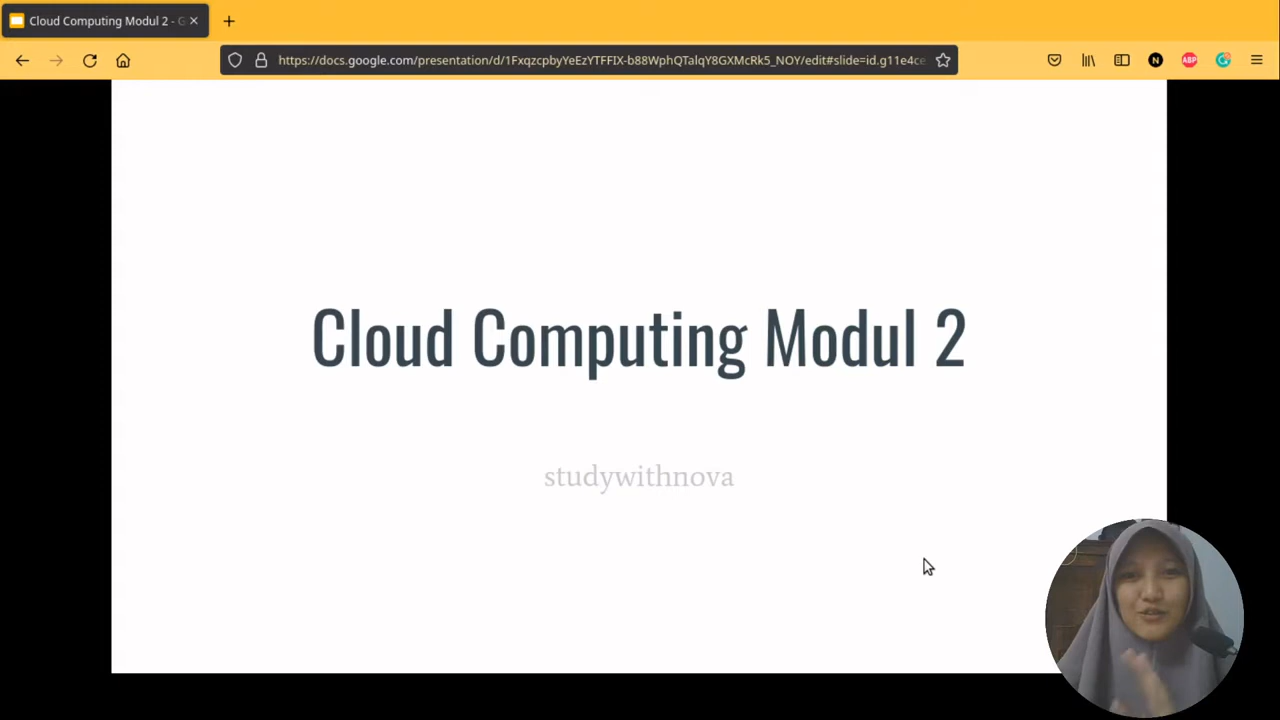 Cloud Computing Modul 2 - G
https://docs.google.com/presentation/d/1FxqzcpbyYeEzYTFFIX-b88WphQTalqY8GXMcRk5_NOY/edit#slide=id.g11e4ce
N
ABP
Cloud Computing Modul 2
studywithnova